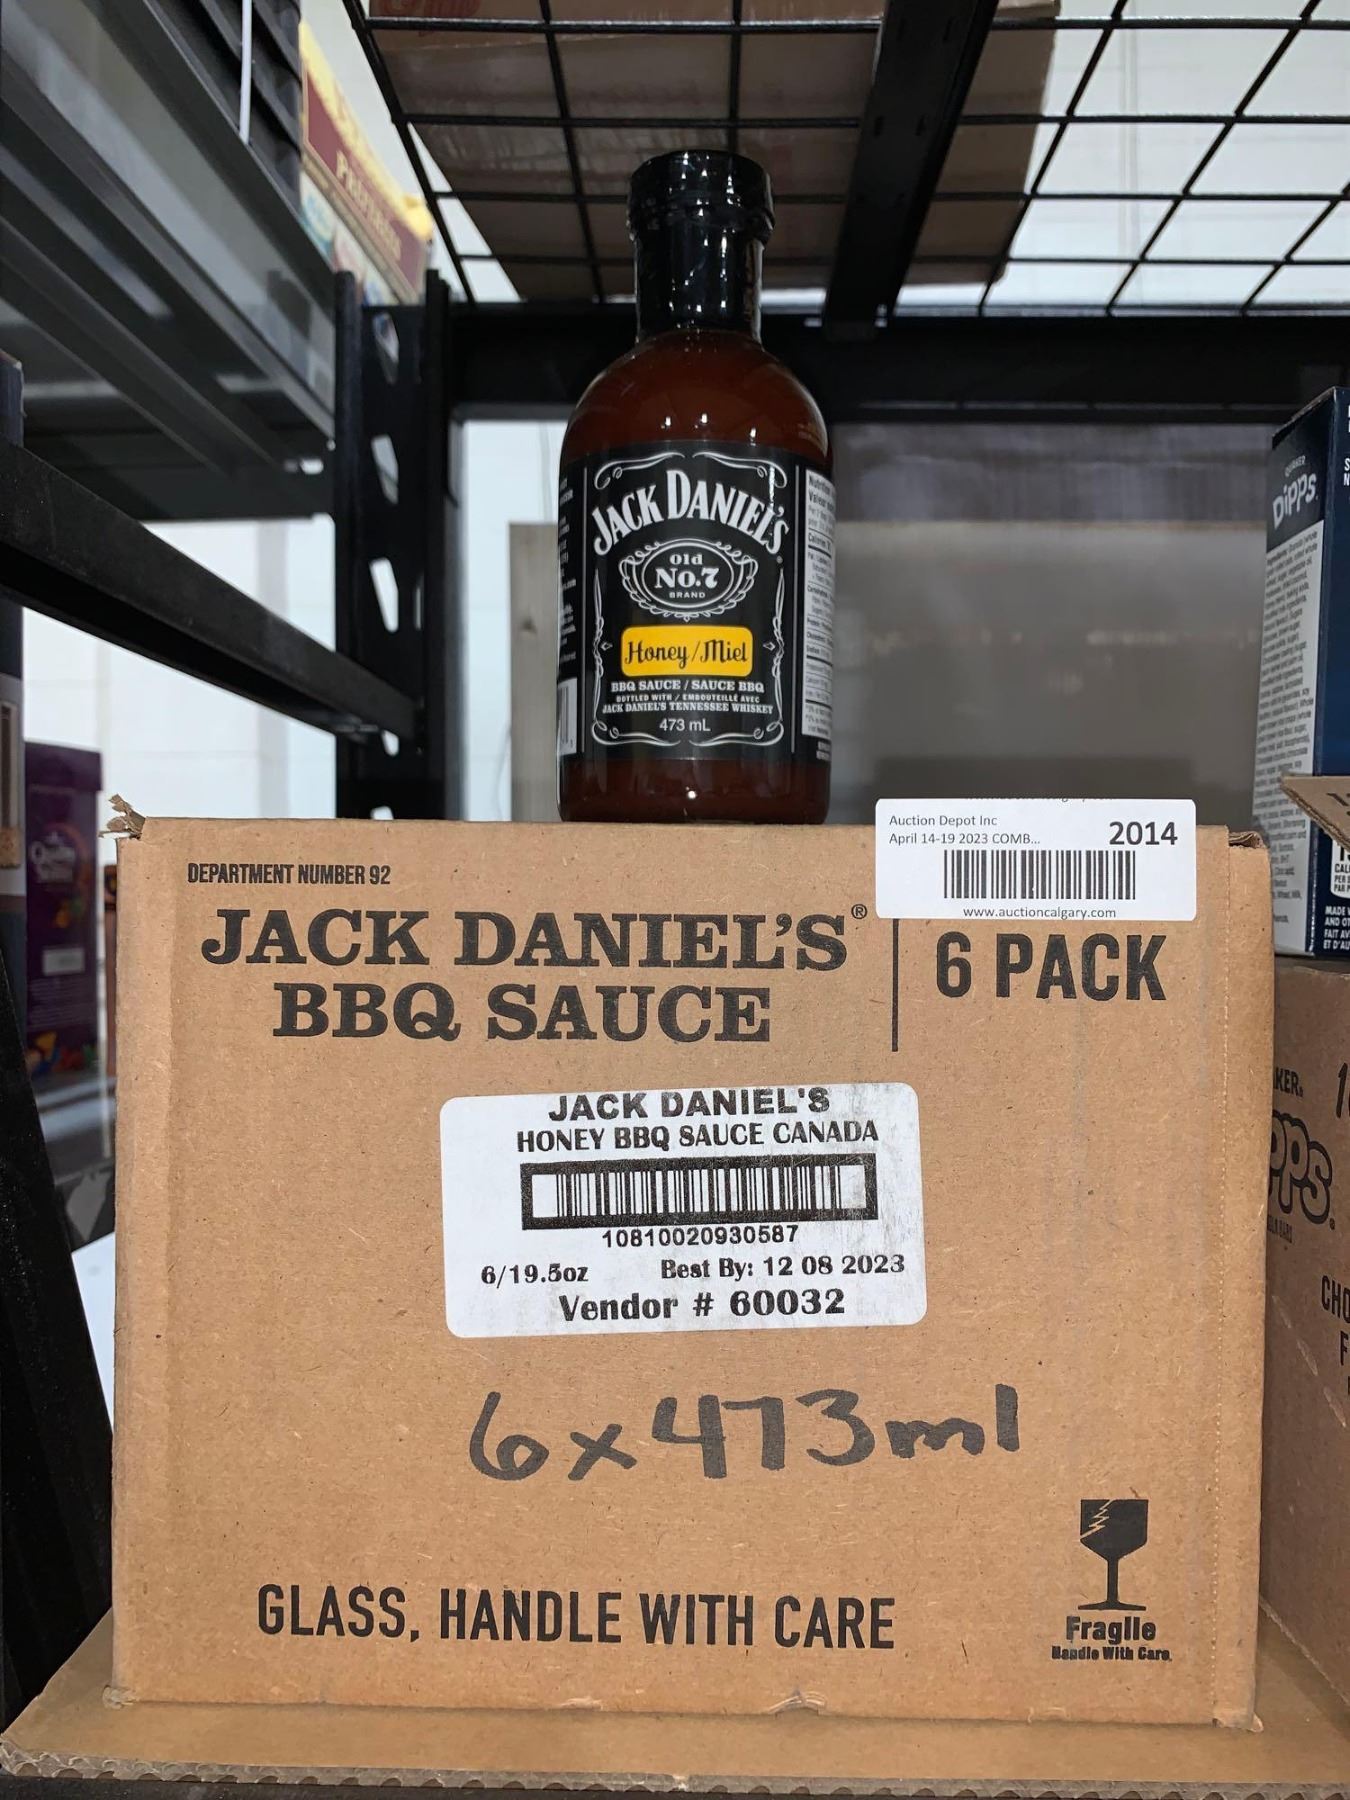 JACK DANIEL'S
Old
No.7
BRAND
Honey/Miel
BBQ SAUCE / SAUCE BBQ
BOTTLED WITH / EMBOUTEILLÉ AVEC
JACK DANIEL'S TENNESSEE WHISKEY
473 mL
QUAKER
Dipps
Auction Depot Inc
April 14-19 2023 COMB...
2014
www.auctioncalgary.com
DEPARTMENT NUMBER 92
JACK DANIEL'S®
BBQ SAUCE
6 PACK
JACK DANIEL'S
HONEY BBQ SAUCE CANADA
10810020930587
6/19.5oz Best By: 12 08 2023
Vendor # 60032
6x473ml
GLASS, HANDLE WITH CARE
Fragile
Handle With Care.